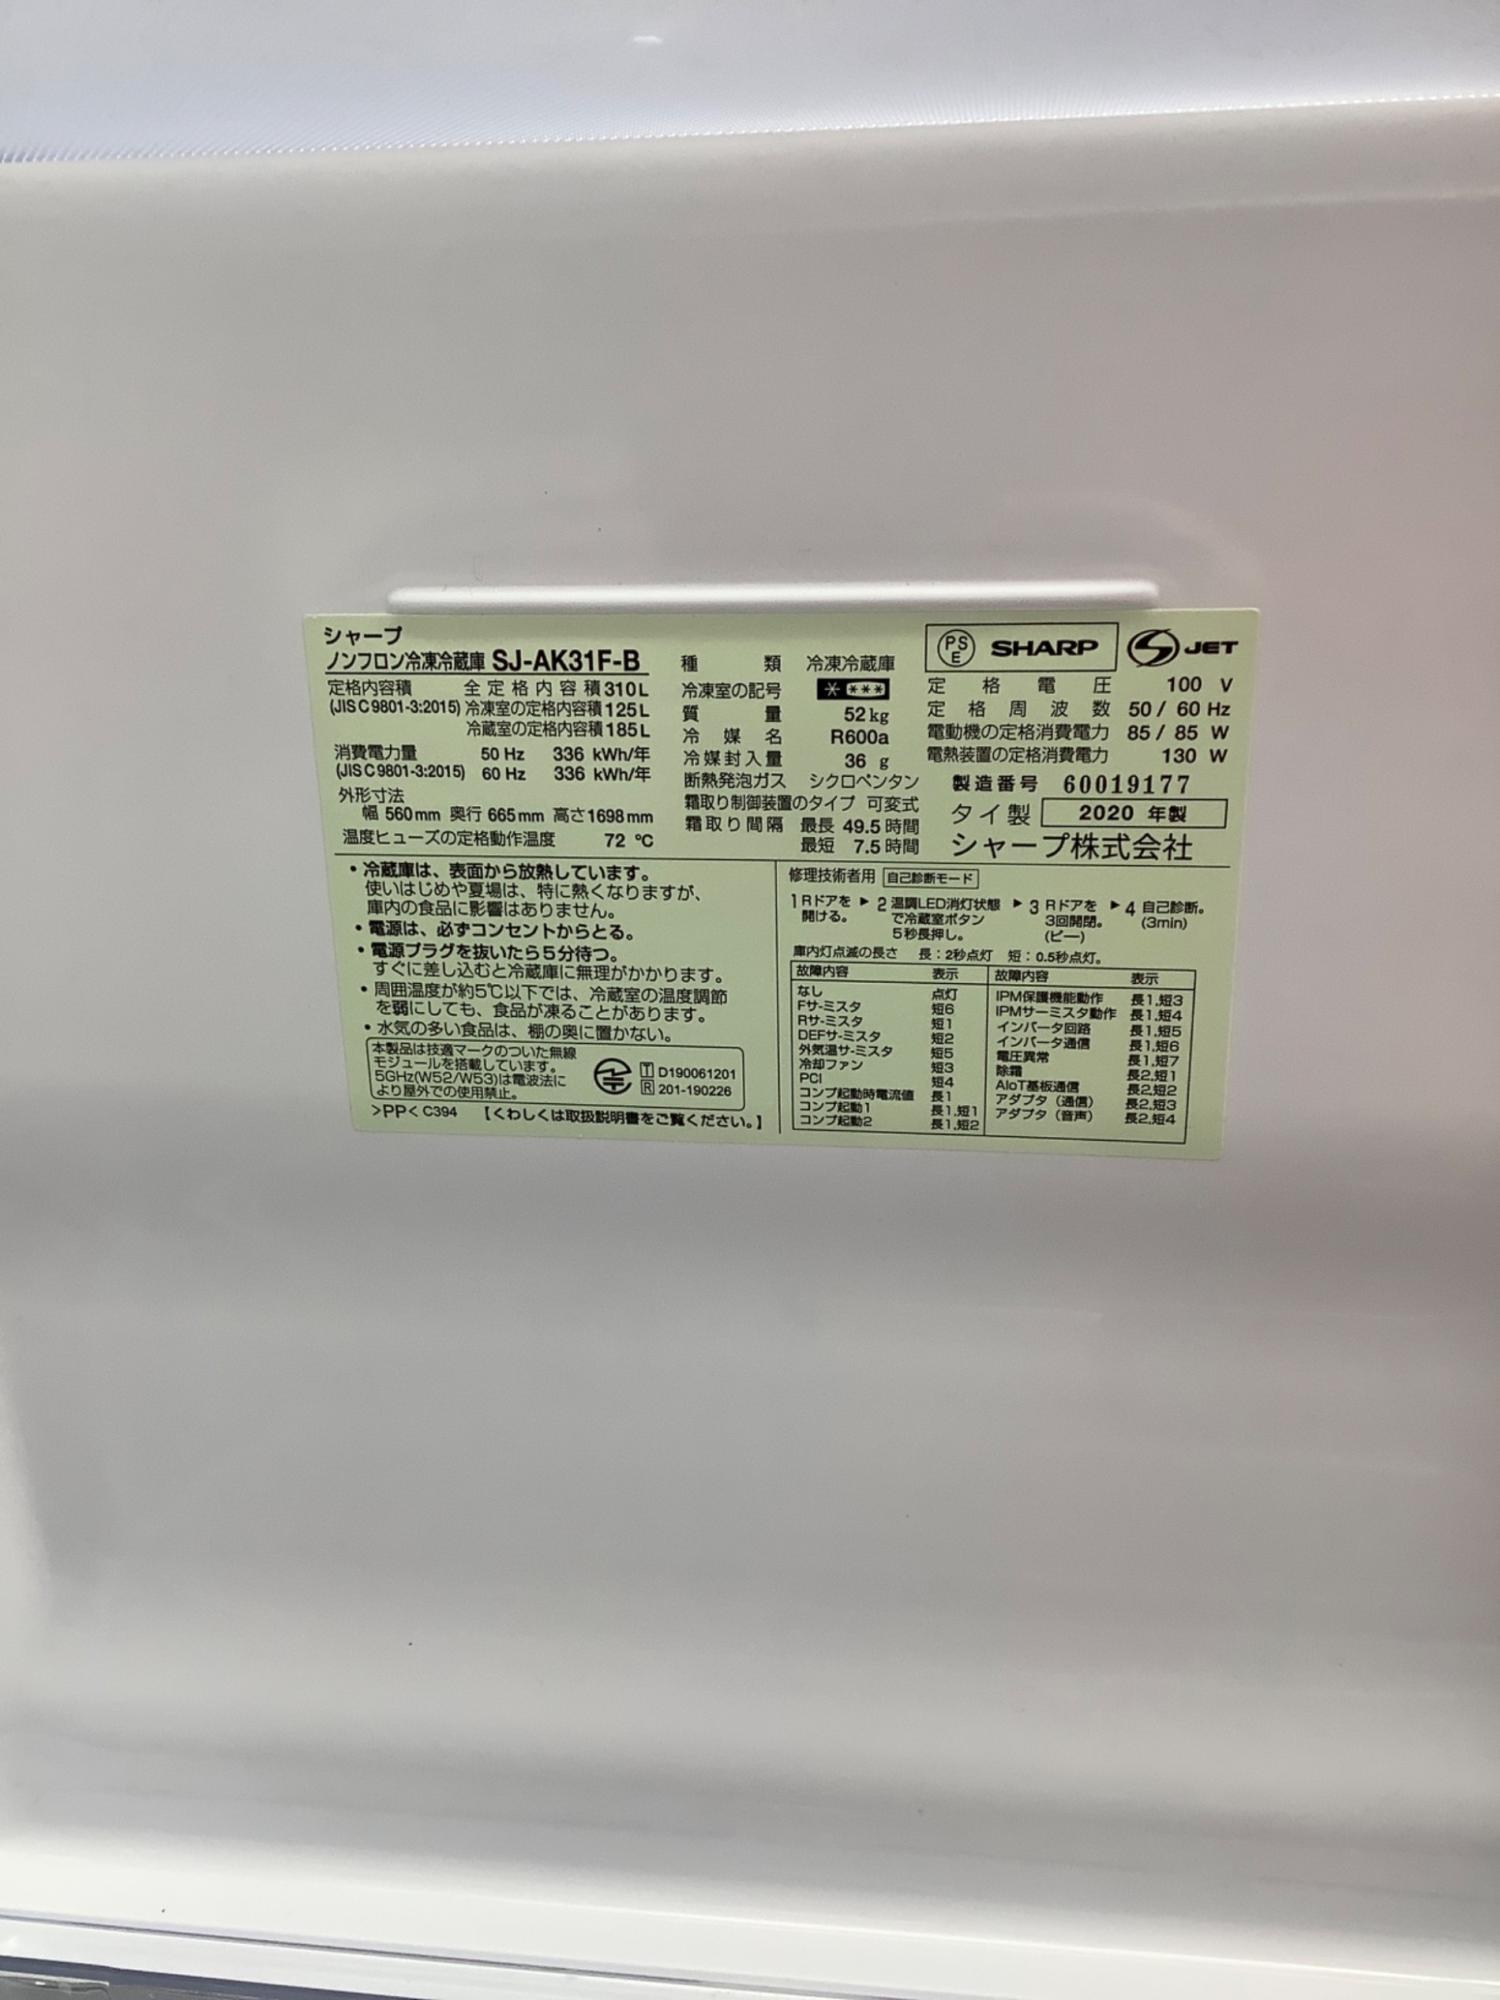 シャープ
ノンフロン冷凍冷蔵庫 SJ-AK31F-B
定格内容積 全定格内容積310L
(JIS C 9801-3:2015) 冷凍室の定格内容積125L
冷蔵室の定格内容積185L
消費電力量 50 Hz 336 kWh/年
(JIS C 9801-3:2015) 60 Hz 336 kWh/年
外形寸法
幅 560mm 奥行 665mm 高さ1698mm
温度ヒューズの定格動作温度 72 ℃
種類 冷凍冷蔵庫
冷凍室の記号
質量 52kg
冷媒名 R600a
冷媒封入量 36 g
断熱発泡ガス シクロペンタン
霜取り制御装置のタイプ 可変式
霜取り間隔 最長 49.5時間
最短 7.5時間
PSE SHARP JET
定格電圧 100 V
定格周波数 50/ 60 Hz
電動機の定格消費電力 85/ 85 W
電熱装置の定格消費電力 130 W
製造番号 60019177
タイ製 2020 年製
シャープ株式会社
・冷蔵庫は、表面から放熱しています。
使いはじめや夏場は、特に熱くなりますが、
庫内の食品に影響はありません。
・電源は、必ずコンセントからとる。
・電源プラグを抜いたら5分待つ。
すぐに差し込むと冷蔵庫に無理がかかります。
・周囲温度が約5℃以下では、冷蔵室の温度調節
を弱にしても、食品が凍ることがあります。
・水気の多い食品は、棚の奥に置かない。
本製品は技適マークのついた無線
モジュールを搭載しています。
5GHz(W52/W53)は電波法に
より屋外での使用禁止。
T D190061201
R 201-190226
>PP< C394 【くわしくは取扱説明書をご覧ください。】
修理技術者用 自己診断モード
1 Rドアを開ける。 ▶ 2 温調LED消灯状態で冷蔵室ボタン5秒長押し。 ▶ 3 Rドアを3回開閉。(ピー) ▶ 4 自己診断。(3min)
庫内灯点滅の長さ 長：2秒点灯 短：0.5秒点灯。
故障内容 表示 故障内容 表示
なし 点灯 IPM保護機能動作 長1,短3
Fサ-ミスタ 短6 IPMサーミスタ動作 長1,短4
Rサ-ミスタ 短1 インバータ回路 長1,短5
DEFサ-ミスタ 短2 インバータ通信 長1,短6
外気温サ-ミスタ 短5 電圧異常 長1,短7
冷却ファン 短3 除霜 長2,短1
PCI 短4 AIoT基板通信 長2,短2
コンプ起動時電流値 長1 アダプタ（通信） 長2,短3
コンプ起動1 長1,短1 アダプタ（音声） 長2,短4
コンプ起動2 長1,短2